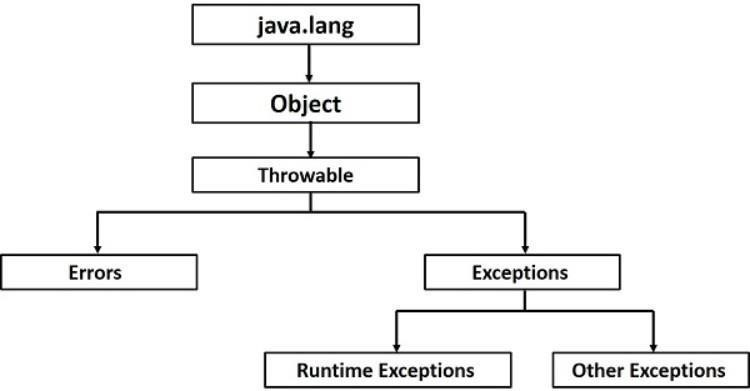 java.lang
Object
Throwable
Errors
Exceptions
Runtime Exceptions
Other Exceptions